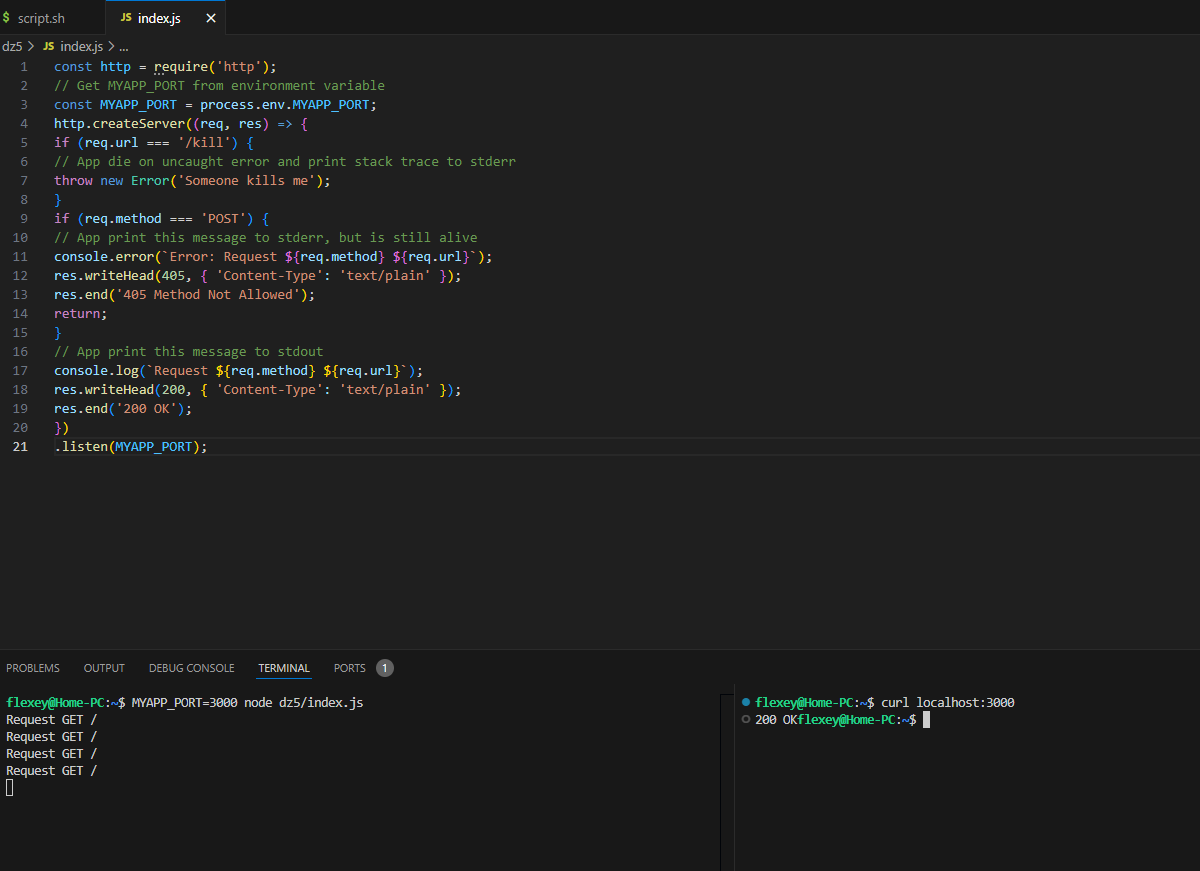 $ script.sh
JS index.js ×
dz5 > JS index.js > ...
1 const http = require('http');
2 // Get MYAPP_PORT from environment variable
3 const MYAPP_PORT = process.env.MYAPP_PORT;
4 http.createServer((req, res) => {
5 if (req.url === '/kill') {
6 // App die on uncaught error and print stack trace to stderr
7 throw new Error('Someone kills me');
8 }
9 if (req.method === 'POST') {
10 // App print this message to stderr, but is still alive
11 console.error(`Error: Request ${req.method} ${req.url}`);
12 res.writeHead(405, { 'Content-Type': 'text/plain' });
13 res.end('405 Method Not Allowed');
14 return;
15 }
16 // App print this message to stdout
17 console.log(`Request ${req.method} ${req.url}`);
18 res.writeHead(200, { 'Content-Type': 'text/plain' });
19 res.end('200 OK');
20 })
21 .listen(MYAPP_PORT);
PROBLEMS OUTPUT DEBUG CONSOLE TERMINAL PORTS 1
flexey@Home-PC:~$ MYAPP_PORT=3000 node dz5/index.js
Request GET /
Request GET /
Request GET /
Request GET /
flexey@Home-PC:~$ curl localhost:3000
200 OKflexey@Home-PC:~$